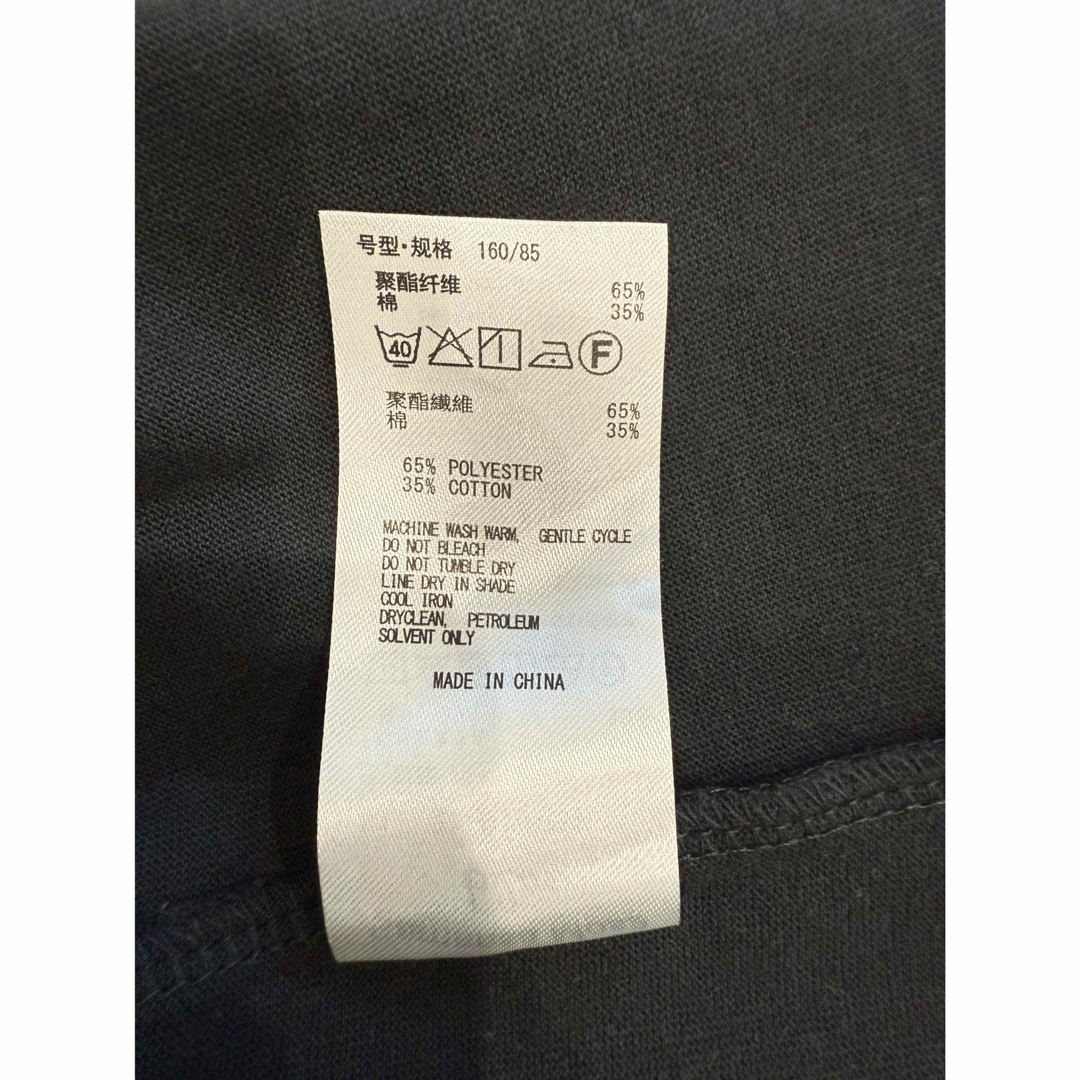 号型·规格 160/85
聚酯纤维 65%
棉 35%
40 F
聚酯纖維 65%
棉 35%
65% POLYESTER
35% COTTON
MACHINE WASH WARM, GENTLE CYCLE
DO NOT BLEACH
DO NOT TUMBLE DRY
LINE DRY IN SHADE
COOL IRON
DRYCLEAN, PETROLEUM
SOLVENT ONLY
MADE IN CHINA